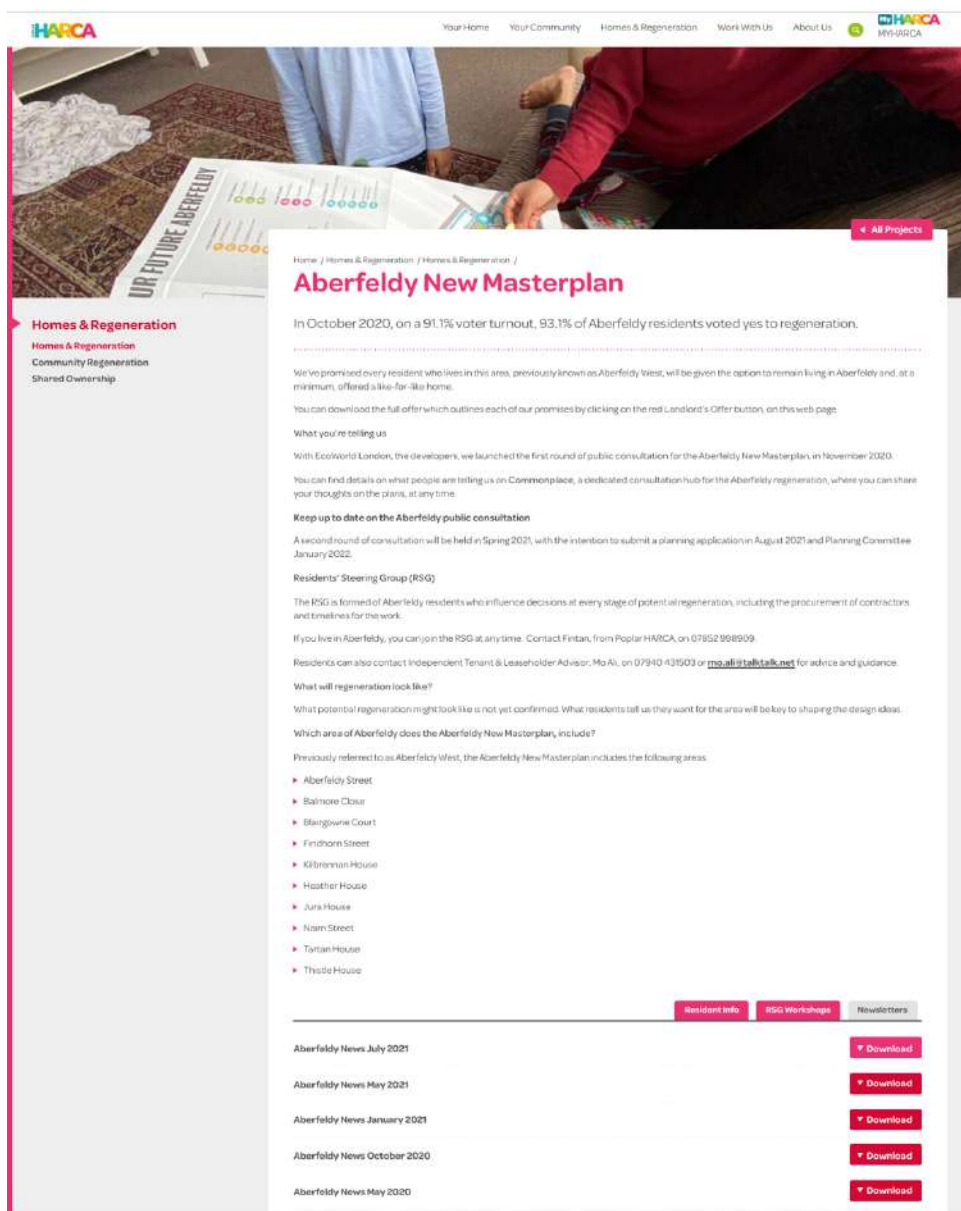 HARCA
Your Home Your Community Homes & Regeneration Work With Us About Us
My HARCA
MYHARCA
UR FUTURE ABERFELDY
All Projects
Home / Homes & Regeneration / Homes & Regeneration /
Aberfeldy New Masterplan
Homes & Regeneration
Homes & Regeneration
Community Regeneration
Shared Ownership
In October 2020, on a 91.1% voter turnout, 93.1% of Aberfeldy residents voted yes to regeneration.
We've promised every resident who lives in this area, previously known as Aberfeldy West, will be given the option to remain living in Aberfeldy and, at a
minimum, offered a like-for-like home.
You can download the full offer which outlines each of our promises by clicking on the red Landlord's Offer button, on this web page
What you're telling us
With EcoWorld London, the developers, we launched the first round of public consultation for the Aberfeldy New Masterplan, in November 2020.
You can find details on what people are telling us on Commonplace, a dedicated consultation hub for the Aberfeldy regeneration, where you can share
your thoughts on the plans, at any time.
Keep up to date on the Aberfeldy public consultation
A second round of consultation will be held in Spring 2021, with the intention to submit a planning application in August 2021 and Planning Committee
January 2022.
Residents' Steering Group (RSG)
The RSG is formed of Aberfeldy residents who influence decisions at every stage of potential regeneration, including the procurement of contractors
and timelines for the work.
If you live in Aberfeldy, you can join the RSG at any time. Contact Fintan, from Poplar HARCA, on 07852 998909.
Residents can also contact Independent Tenant & Leaseholder Advisor, Mo Ali, on 07940 431503 or mo.ali@talktalk.net for advice and guidance.
What will regeneration look like?
What potential regeneration might look like is not yet confirmed. What residents tell us they want for the area will be key to shaping the design ideas.
Which area of Aberfeldy does the Aberfeldy New Masterplan, include?
Previously referred to as Aberfeldy West, the Aberfeldy New Masterplan includes the following areas
Aberfeldy Street
Balmore Close
Blairgowrie Court
Findhorn Street
Kilbrennan House
Heather House
Jura House
Nairn Street
Tartan House
Thistle House
Resident Info RSG Workshops Newsletters
Aberfeldy News July 2021 Download
Aberfeldy News May 2021 Download
Aberfeldy News January 2021 Download
Aberfeldy News October 2020 Download
Aberfeldy News May 2020 Download